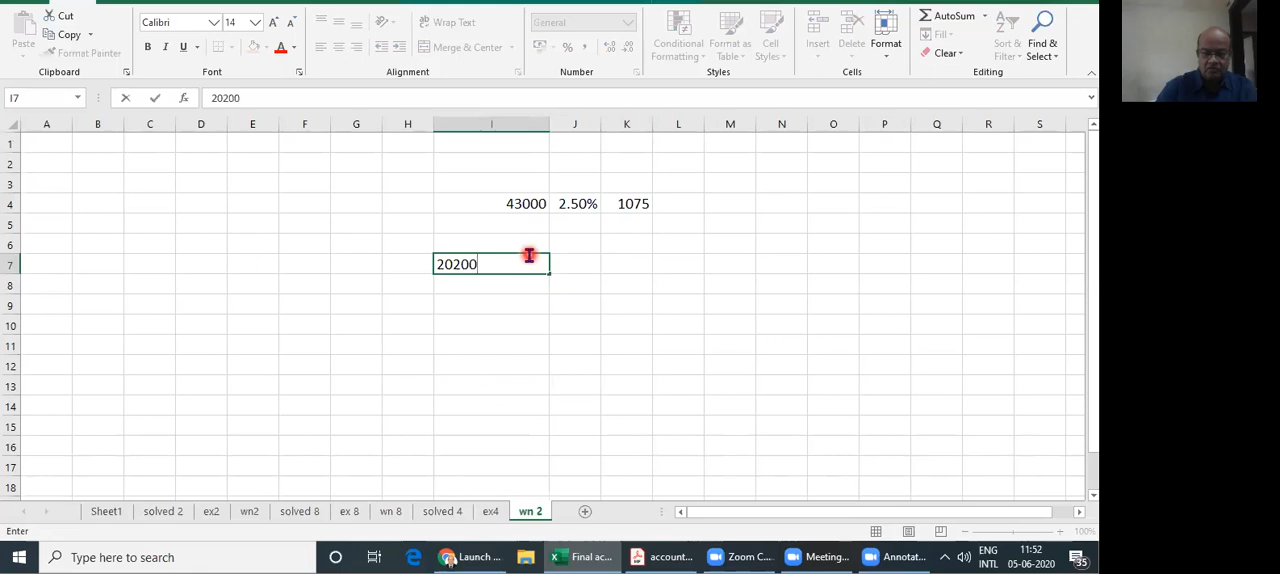 Cut
Copy
Format Painter
Paste
Clipboard
Calibri
14
B I U
Font
Wrap Text
Merge & Center
Alignment
General
%
Number
Conditional Formatting
Format as Table
Cell Styles
Styles
Insert
Delete
Format
Cells
AutoSum
Fill
Clear
Sort & Filter
Find & Select
Editing
I7
fx
20200
A B C D E F G H I J K L M N O P Q R S
1
2
3
4 43000 2.50% 1075
5
6
7 20200
8
9
10
11
12
13
14
15
16
17
18
Sheet1 solved 2 ex2 wn2 solved 8 ex 8 wn 8 solved 4 ex4 wn 2
Enter
100%
Type here to search
Launch ...
Final ac...
account...
Zoom C...
Meeting...
Annotat...
ENG
INTL
11:52
05-06-2020
35